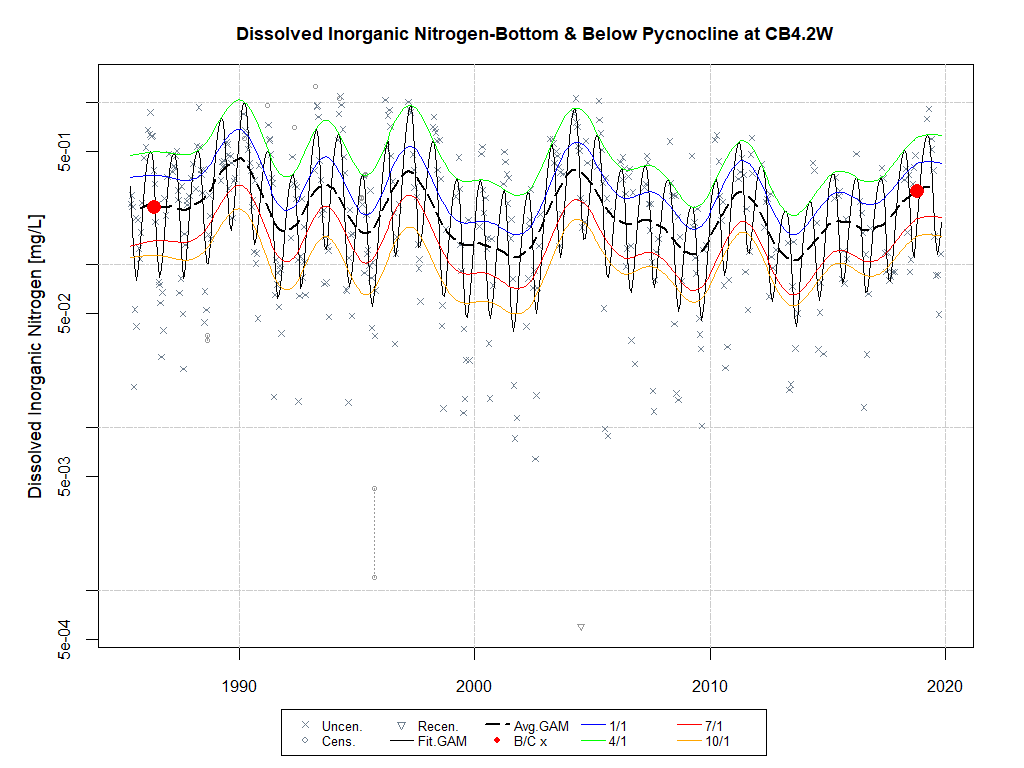 Dissolved Inorganic Nitrogen-Bottom & Below Pycnocline at CB4.2W
Dissolved Inorganic Nitrogen [mg/L]
5e-01
5e-02
5e-03
5e-04
1990 2000 2010 2020
Uncen. Recen. Avg.GAM 1/1 7/1
Cens. Fit.GAM B/C x 4/1 10/1